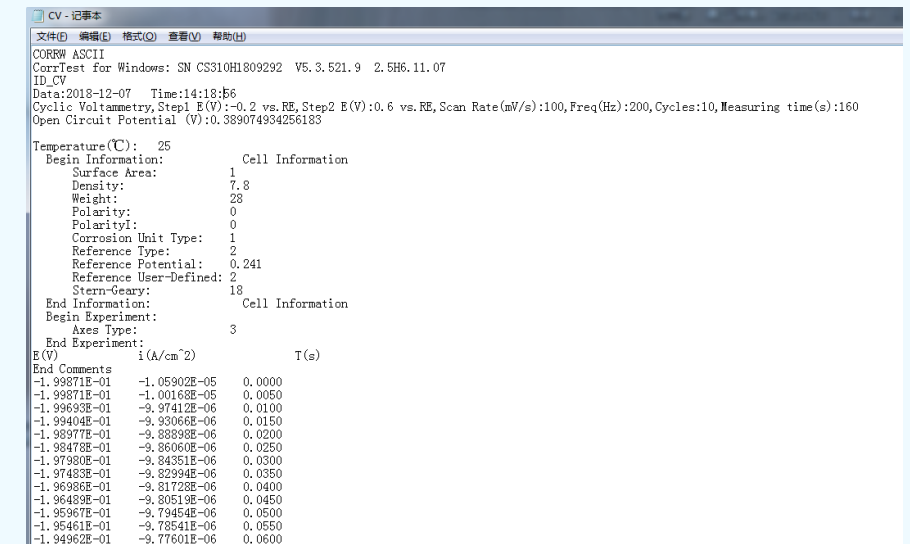 CV - 记事本
文件(F) 编辑(E) 格式(O) 查看(V) 帮助(H)
CORRW ASCII
CorrTest for Windows: SN CS310H1809292 V5.3.521.9 2.5H6.11.07
ID_CV
Data:2018-12-07 Time:14:18:56
Cyclic Voltammetry,Step1 E(V):-0.2 vs.RE,Step2 E(V):0.6 vs.RE,Scan Rate(mV/s):100,Freq(Hz):200,Cycles:10,Measuring time(s):160
Open Circuit Potential (V):0.389074934256183
Temperature(℃): 25
Begin Information: Cell Information
Surface Area: 1
Density: 7.8
Weight: 28
Polarity: 0
PolarityI: 0
Corrosion Unit Type: 1
Reference Type: 2
Reference Potential: 0.241
Reference User-Defined: 2
Stern-Geary: 18
End Information: Cell Information
Begin Experiment:
Axes Type: 3
End Experiment:
E(V) i(A/cm^2) T(s)
End Comments
-1.99871E-01 -1.05902E-05 0.0000
-1.99871E-01 -1.00168E-05 0.0050
-1.99693E-01 -9.97412E-06 0.0100
-1.99404E-01 -9.93066E-06 0.0150
-1.98977E-01 -9.88898E-06 0.0200
-1.98478E-01 -9.86060E-06 0.0250
-1.97980E-01 -9.84351E-06 0.0300
-1.97483E-01 -9.82994E-06 0.0350
-1.96986E-01 -9.81728E-06 0.0400
-1.96489E-01 -9.80519E-06 0.0450
-1.95967E-01 -9.79454E-06 0.0500
-1.95461E-01 -9.78541E-06 0.0550
-1.94962E-01 -9.77601E-06 0.0600